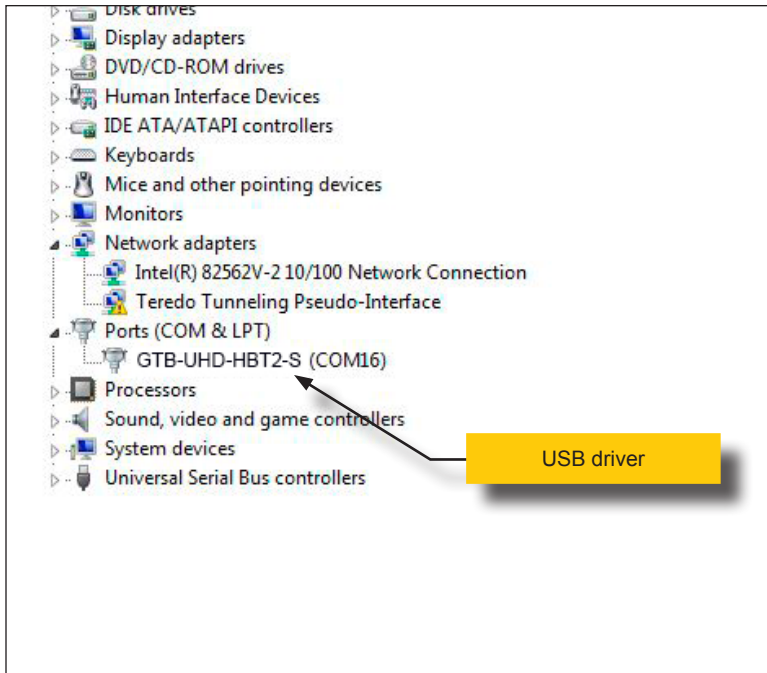 Disk drives
Display adapters
DVD/CD-ROM drives
Human Interface Devices
IDE ATA/ATAPI controllers
Keyboards
Mice and other pointing devices
Monitors
Network adapters
Intel(R) 82562V-2 10/100 Network Connection
Teredo Tunneling Pseudo-Interface
Ports (COM & LPT)
GTB-UHD-HBT2-S (COM16)
Processors
Sound, video and game controllers
System devices
USB driver
Universal Serial Bus controllers